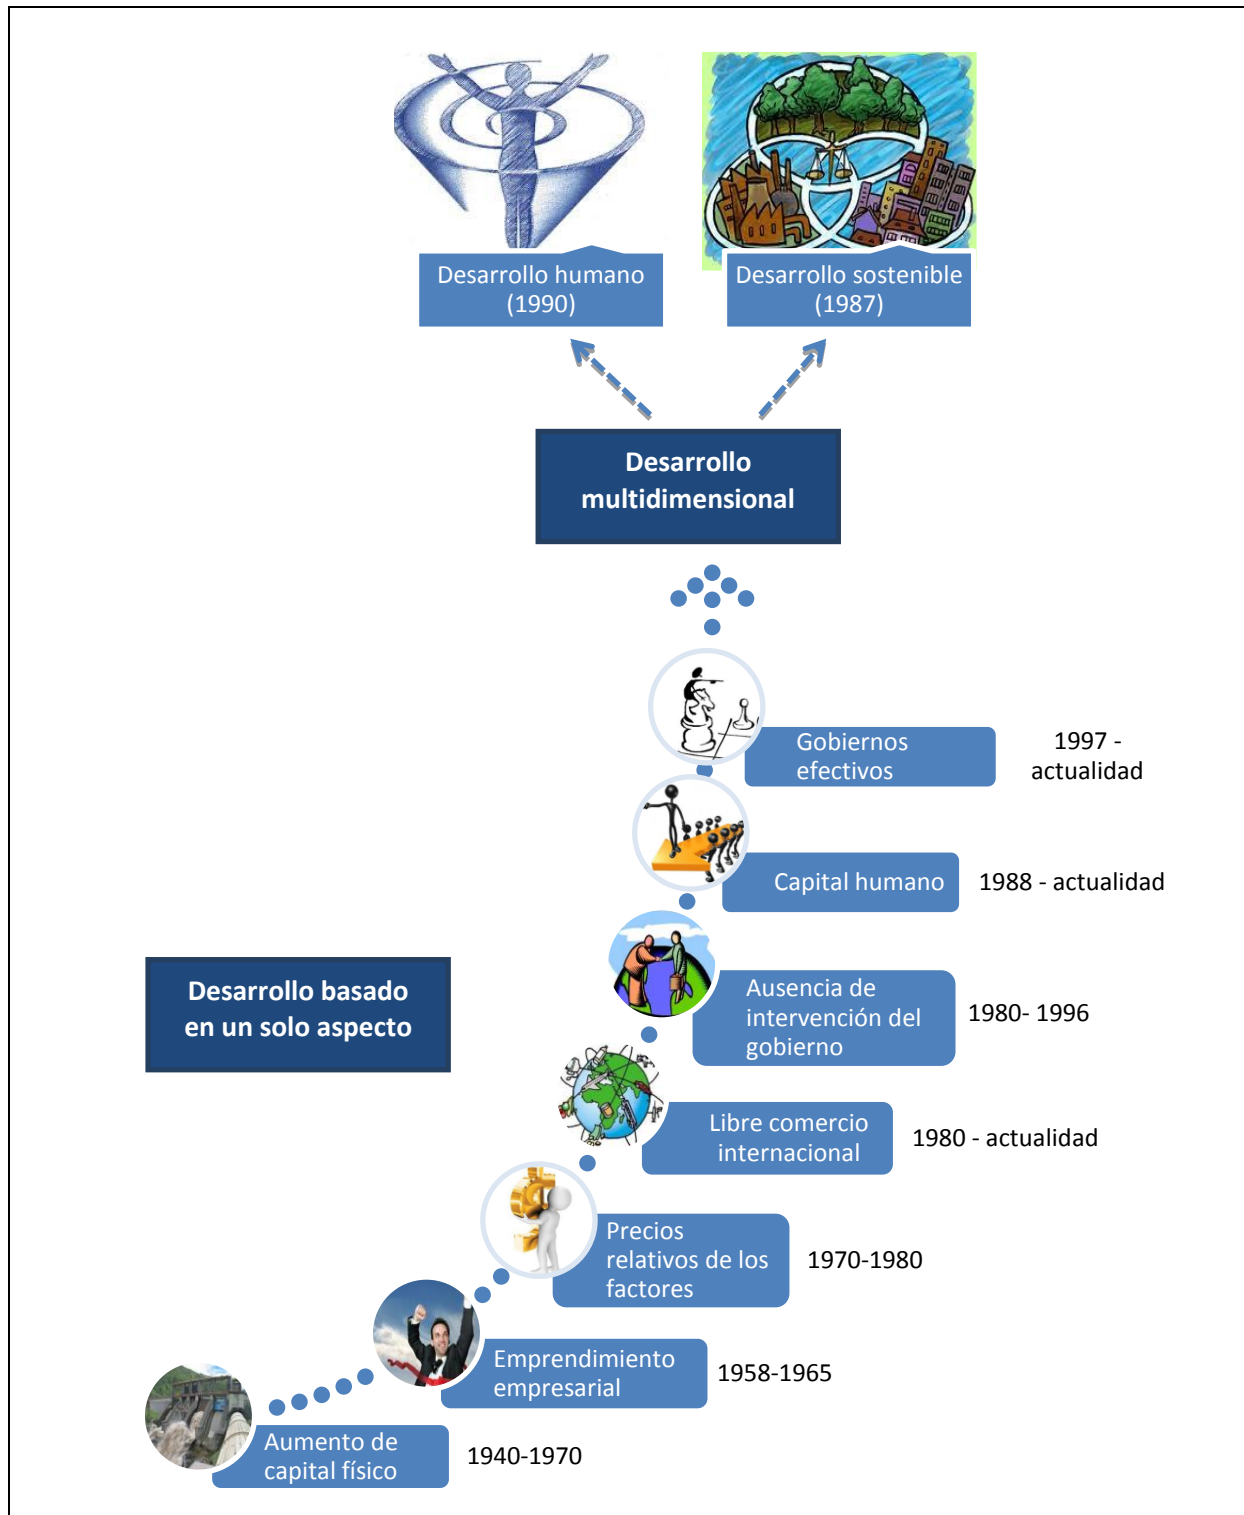 Desarrollo humano
(1990)
Desarrollo sostenible
(1987)
Desarrollo
multidimensional
Gobiernos
efectivos
1997 -
actualidad
Capital humano
1988 - actualidad
Desarrollo basado
en un solo aspecto
Ausencia de
intervención del
gobierno
1980- 1996
Libre comercio
internacional
1980 - actualidad
Precios
relativos de los
factores
1970-1980
Emprendimiento
empresarial
1958-1965
Aumento de
capital físico
1940-1970